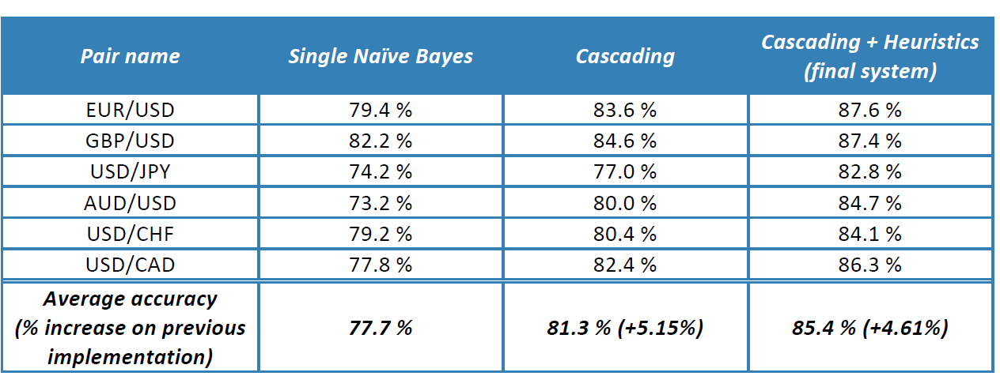 Pair name Single Naïve Bayes Cascading Cascading + Heuristics
(final system)
EUR/USD 79.4 % 83.6 % 87.6 %
GBP/USD 82.2 % 84.6 % 87.4 %
USD/JPY 74.2 % 77.0 % 82.8 %
AUD/USD 73.2 % 80.0 % 84.7 %
USD/CHF 79.2 % 80.4 % 84.1 %
USD/CAD 77.8 % 82.4 % 86.3 %
Average accuracy
(% increase on previous
implementation) 77.7 % 81.3 % (+5.15%) 85.4 % (+4.61%)